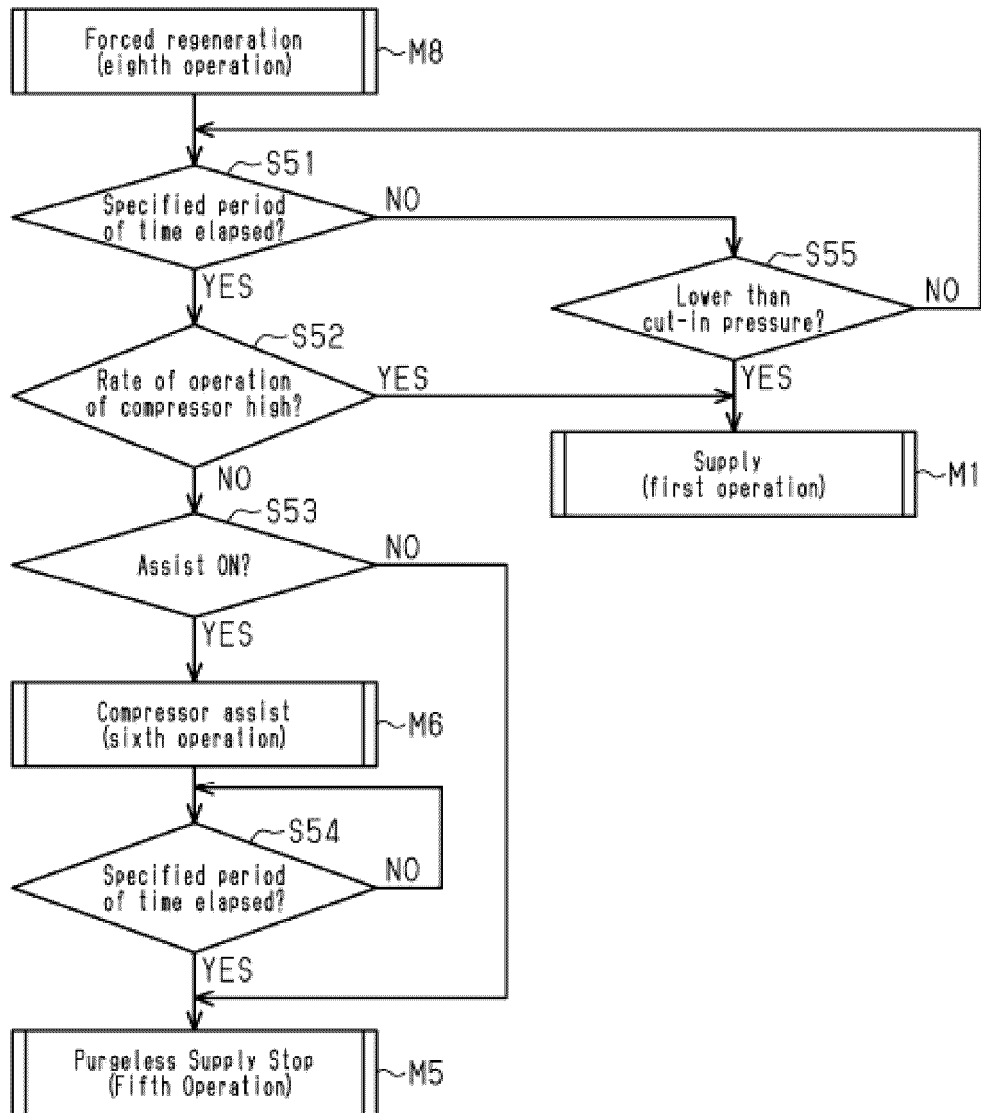 Forced regeneration
(eighth operation)
M8
S51
Specified period
of time elapsed?
NO
YES
S55
Lower than
cut-in pressure?
NO
YES
S52
Rate of operation
of compressor high?
YES
NO
Supply
(first operation)
M1
S53
Assist ON?
NO
YES
Compressor assist
(sixth operation)
M6
S54
Specified period
of time elapsed?
NO
YES
Purgeless Supply Stop
(Fifth Operation)
M5